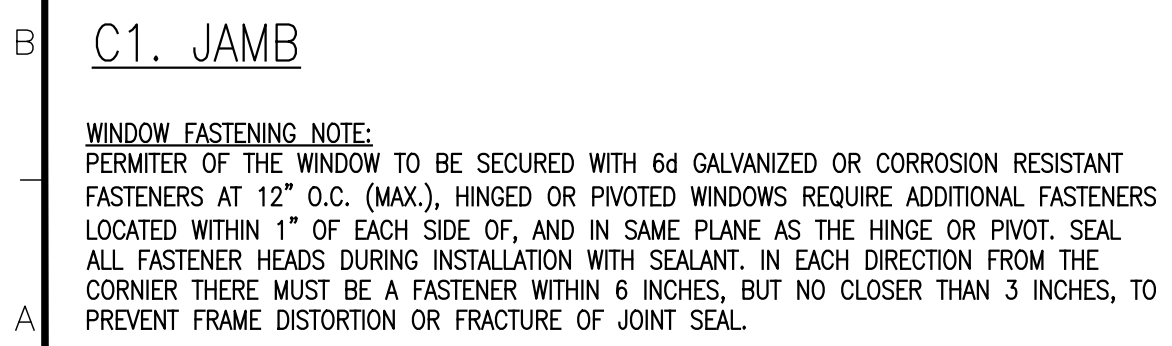 B
C1. JAMB
WINDOW FASTENING NOTE:
PERMITER OF THE WINDOW TO BE SECURED WITH 6d GALVANIZED OR CORROSION RESISTANT
FASTENERS AT 12" O.C. (MAX.), HINGED OR PIVOTED WINDOWS REQUIRE ADDITIONAL FASTENERS
LOCATED WITHIN 1" OF EACH SIDE OF, AND IN SAME PLANE AS THE HINGE OR PIVOT. SEAL
ALL FASTENER HEADS DURING INSTALLATION WITH SEALANT. IN EACH DIRECTION FROM THE
CORNIER THERE MUST BE A FASTENER WITHIN 6 INCHES, BUT NO CLOSER THAN 3 INCHES, TO
PREVENT FRAME DISTORTION OR FRACTURE OF JOINT SEAL.
A